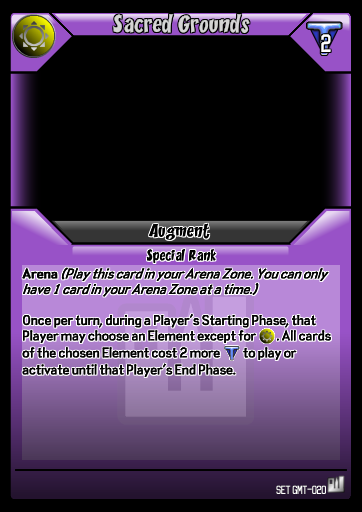 Sacred Grounds
2
Augment
Special Rank
Arena (Play this card in your Arena Zone. You can only
have 1 card in your Arena Zone at a time.)
Once per turn, during a Player's Starting Phase, that
Player may choose an Element except for . All cards
of the chosen Element cost 2 more to play or
activate until that Player's End Phase.
SET GMT-020